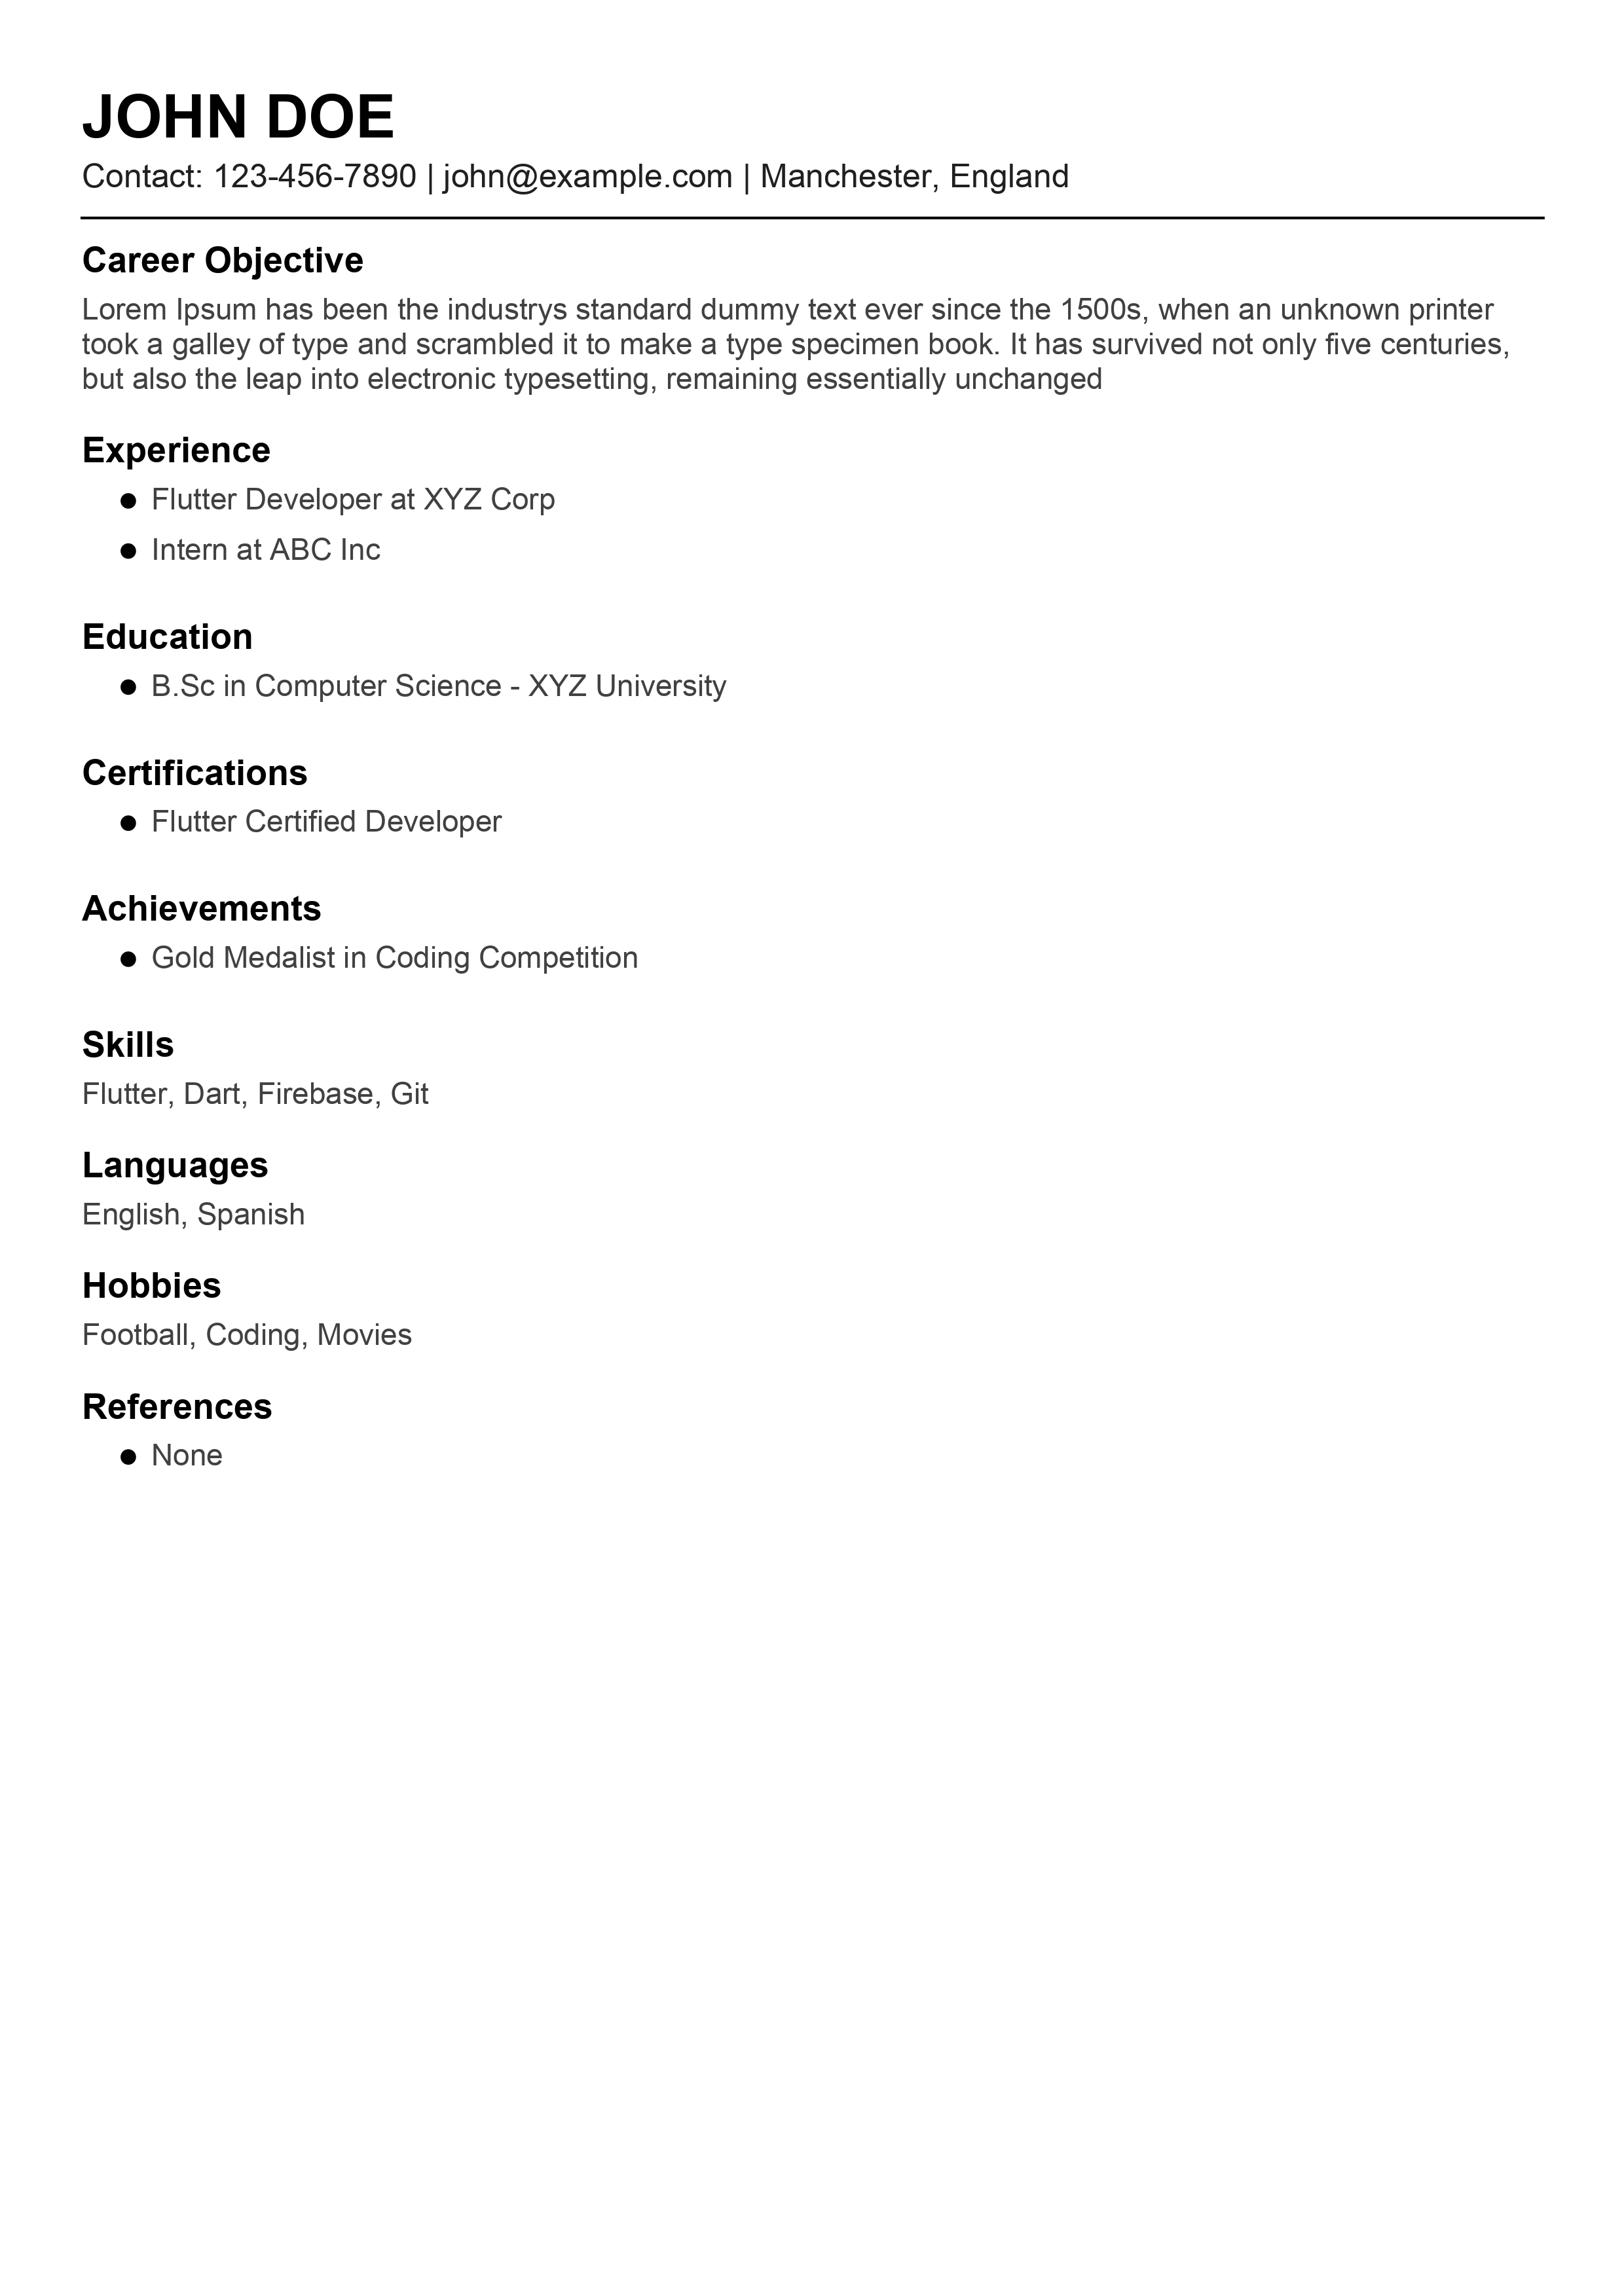 JOHN DOE
Contact: 123-456-7890 | john@example.com | Manchester, England
Career Objective
Lorem Ipsum has been the industrys standard dummy text ever since the 1500s, when an unknown printer
took a galley of type and scrambled it to make a type specimen book. It has survived not only five centuries,
but also the leap into electronic typesetting, remaining essentially unchanged
Experience
● Flutter Developer at XYZ Corp
● Intern at ABC Inc
Education
● B.Sc in Computer Science - XYZ University
Certifications
● Flutter Certified Developer
Achievements
● Gold Medalist in Coding Competition
Skills
Flutter, Dart, Firebase, Git
Languages
English, Spanish
Hobbies
Football, Coding, Movies
References
● None